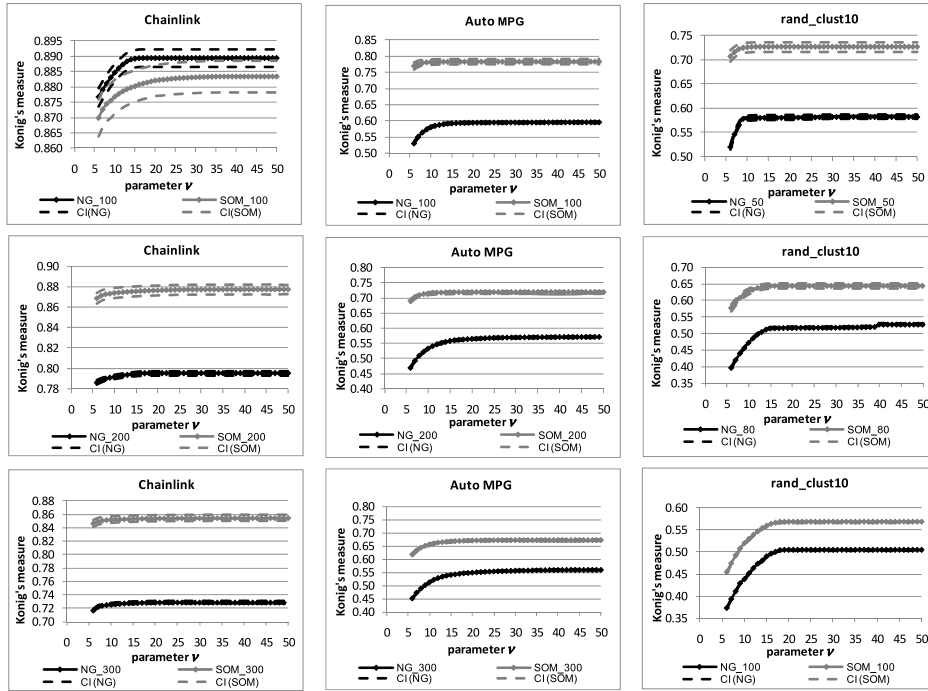 Chainlink
Konig's measure
0.895
0.890
0.885
0.880
0.875
0.870
0.865
0.860
0 5 10 15 20 25 30 35 40 45 50
parameter ν
NG_100 SOM_100
CI(NG) CI(SOM)
Auto MPG
Konig's measure
0.85
0.80
0.75
0.70
0.65
0.60
0.55
0.50
0 5 10 15 20 25 30 35 40 45 50
parameter ν
NG_100 SOM_100
CI(NG) CI(SOM)
rand_clust10
Konig's measure
0.75
0.70
0.65
0.60
0.55
0.50
0 5 10 15 20 25 30 35 40 45 50
parameter ν
NG_50 SOM_50
CI(NG) CI(SOM)
Chainlink
Konig's measure
0.90
0.88
0.86
0.84
0.82
0.80
0.78
0 5 10 15 20 25 30 35 40 45 50
parameter ν
NG_200 SOM_200
CI(NG) CI(SOM)
Auto MPG
Konig's measure
0.80
0.75
0.70
0.65
0.60
0.55
0.50
0.45
0.40
0 5 10 15 20 25 30 35 40 45 50
parameter ν
NG_200 SOM_200
CI(NG) CI(SOM)
rand_clust10
Konig's measure
0.70
0.65
0.60
0.55
0.50
0.45
0.40
0.35
0 5 10 15 20 25 30 35 40 45 50
parameter ν
NG_80 SOM_80
CI(NG) CI(SOM)
Chainlink
Konig's measure
0.88
0.86
0.84
0.82
0.80
0.78
0.76
0.74
0.72
0.70
0 5 10 15 20 25 30 35 40 45 50
parameter ν
NG_300 SOM_300
CI(NG) CI(SOM)
Auto MPG
Konig's measure
0.80
0.75
0.70
0.65
0.60
0.55
0.50
0.45
0.40
0 5 10 15 20 25 30 35 40 45 50
parameter ν
NG_300 SOM_300
CI(NG) CI(SOM)
rand_clust10
Konig's measure
0.60
0.55
0.50
0.45
0.40
0.35
0 5 10 15 20 25 30 35 40 45 50
parameter ν
NG_100 SOM_100
CI(NG) CI(SOM)